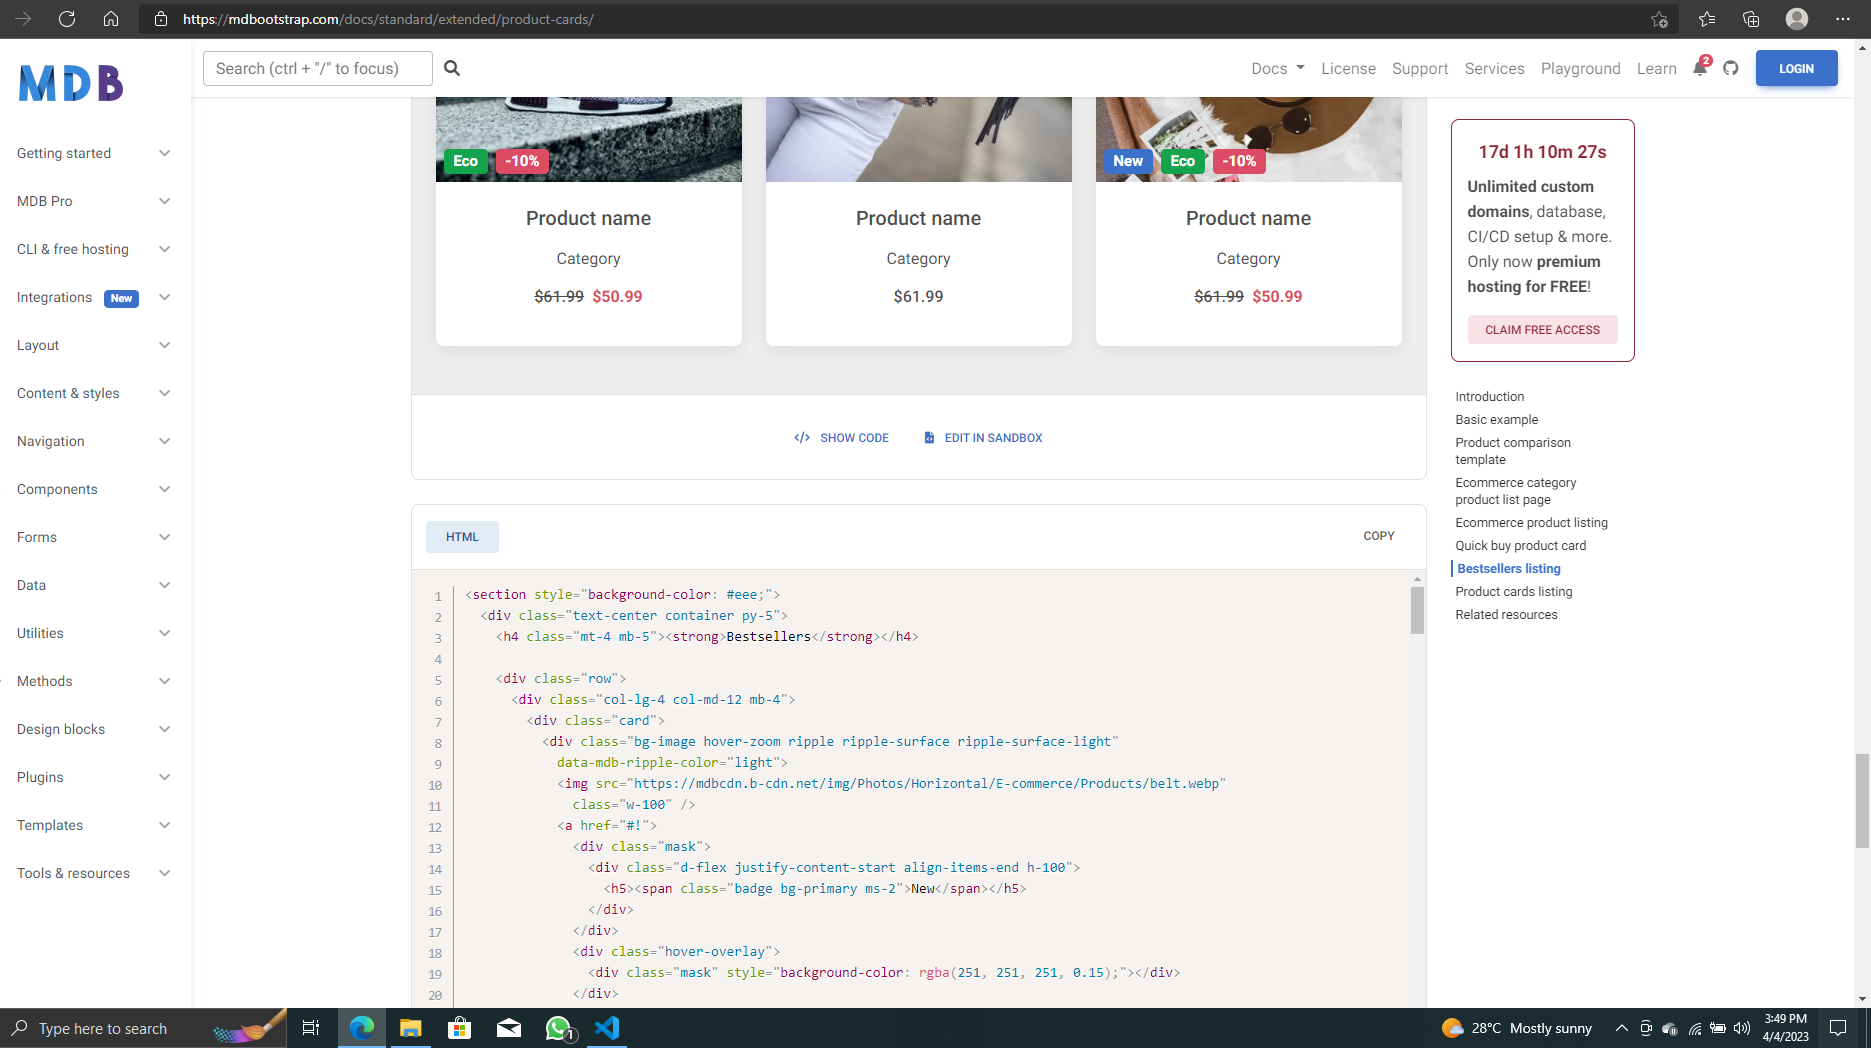 https://mdbootstrap.com/docs/standard/extended/product-cards/
MDB
Search (ctrl + "/" to focus)
Docs License Support Services Playground Learn 2 LOGIN
Getting started
MDB Pro
CLI & free hosting
Integrations New
Layout
Content & styles
Navigation
Components
Forms
Data
Utilities
Methods
Design blocks
Plugins
Templates
Tools & resources
Eco -10%
Product name
Category
$61.99 $50.99
Product name
Category
$61.99
New Eco -10%
Product name
Category
$61.99 $50.99
</> SHOW CODE EDIT IN SANDBOX
HTML COPY
1 <section style="background-color: #eee;">
2 <div class="text-center container py-5">
3 <h4 class="mt-4 mb-5"><strong>Bestsellers</strong></h4>
4
5 <div class="row">
6 <div class="col-lg-4 col-md-12 mb-4">
7 <div class="card">
8 <div class="bg-image hover-zoom ripple ripple-surface ripple-surface-light"
9 data-mdb-ripple-color="light">
10 <img src="https://mdbcdn.b-cdn.net/img/Photos/Horizontal/E-commerce/Products/belt.webp"
11 class="w-100" />
12 <a href="#!">
13 <div class="mask">
14 <div class="d-flex justify-content-start align-items-end h-100">
15 <h5><span class="badge bg-primary ms-2">New</span></h5>
16 </div>
17 </div>
18 <div class="hover-overlay">
19 <div class="mask" style="background-color: rgba(251, 251, 251, 0.15);"></div>
20 </div>
17d 1h 10m 27s
Unlimited custom
domains, database,
CI/CD setup & more.
Only now premium
hosting for FREE!
CLAIM FREE ACCESS
Introduction
Basic example
Product comparison
template
Ecommerce category
product list page
Ecommerce product listing
Quick buy product card
Bestsellers listing
Product cards listing
Related resources
Type here to search
1
28°C Mostly sunny
3:49 PM
4/4/2023